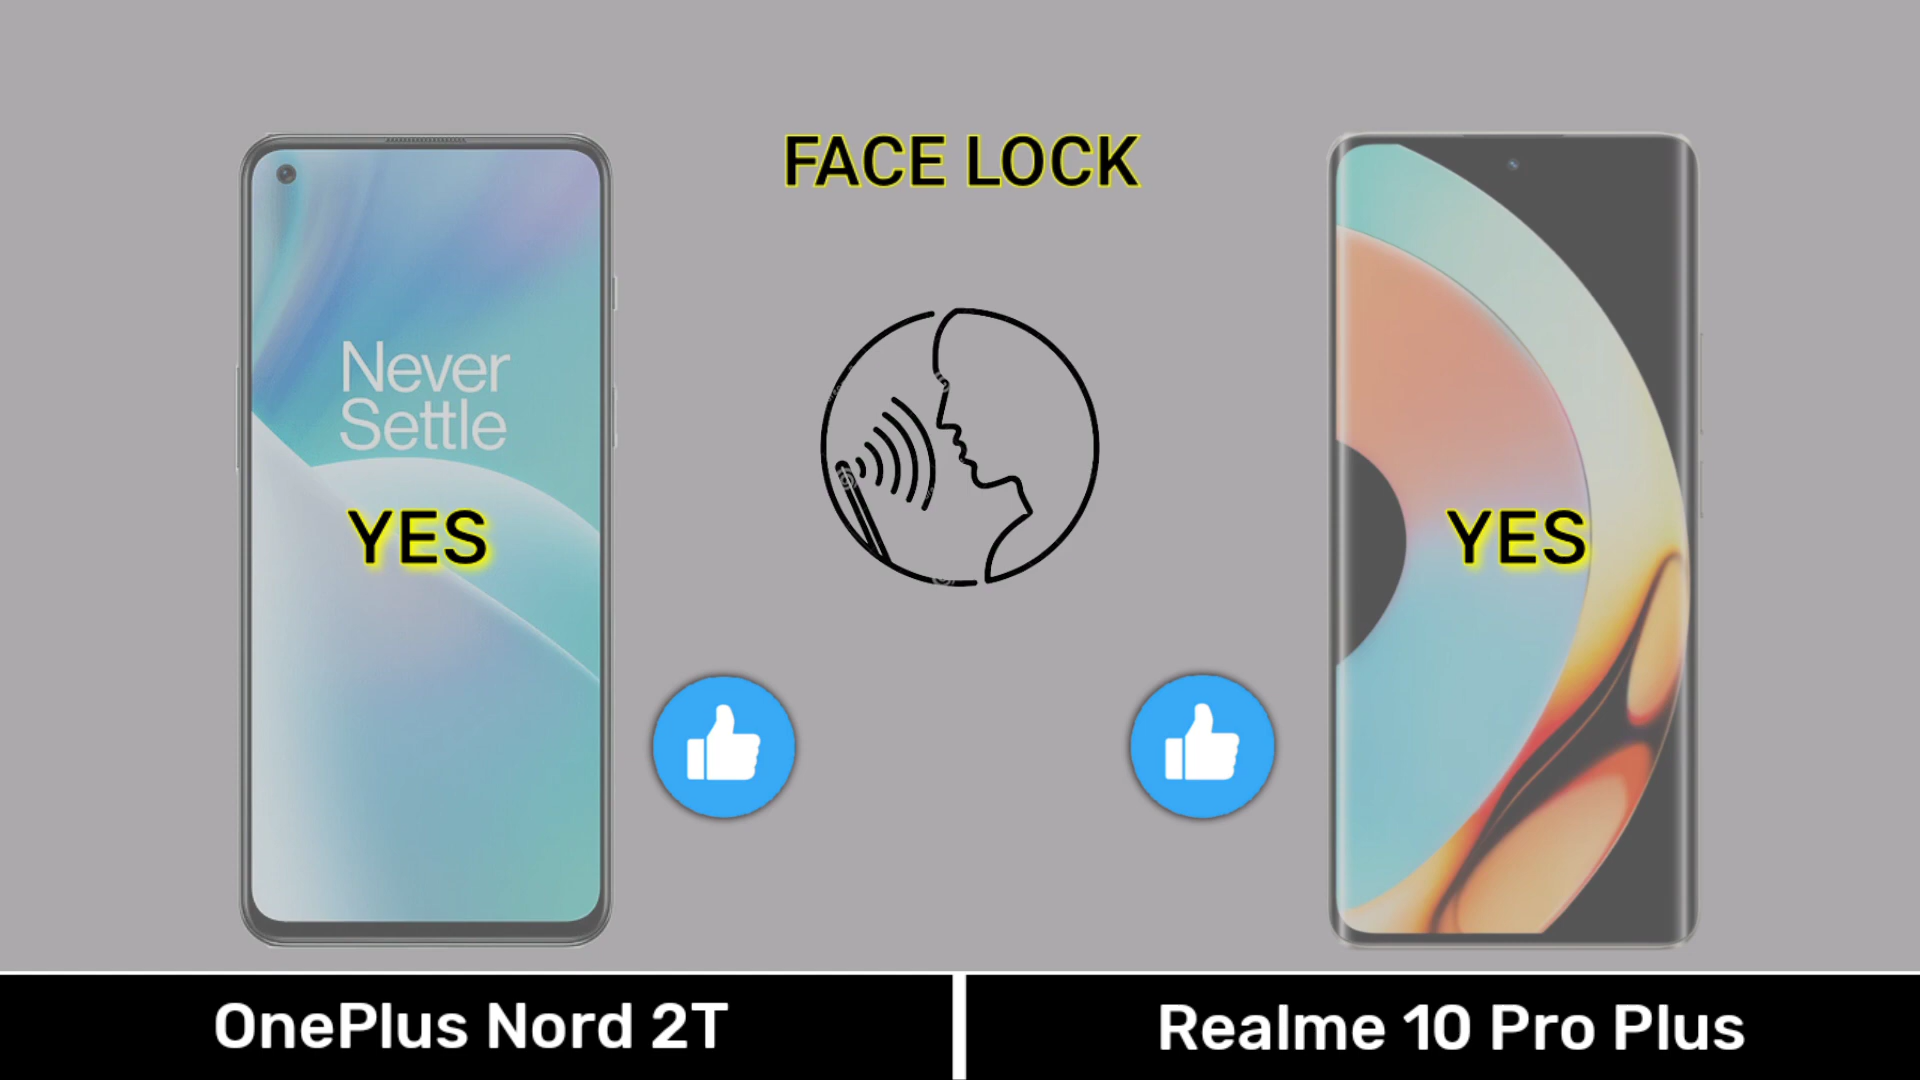 FACE LOCK
Never
Settle
YES
YES
OnePlus Nord 2T
Realme 10 Pro Plus